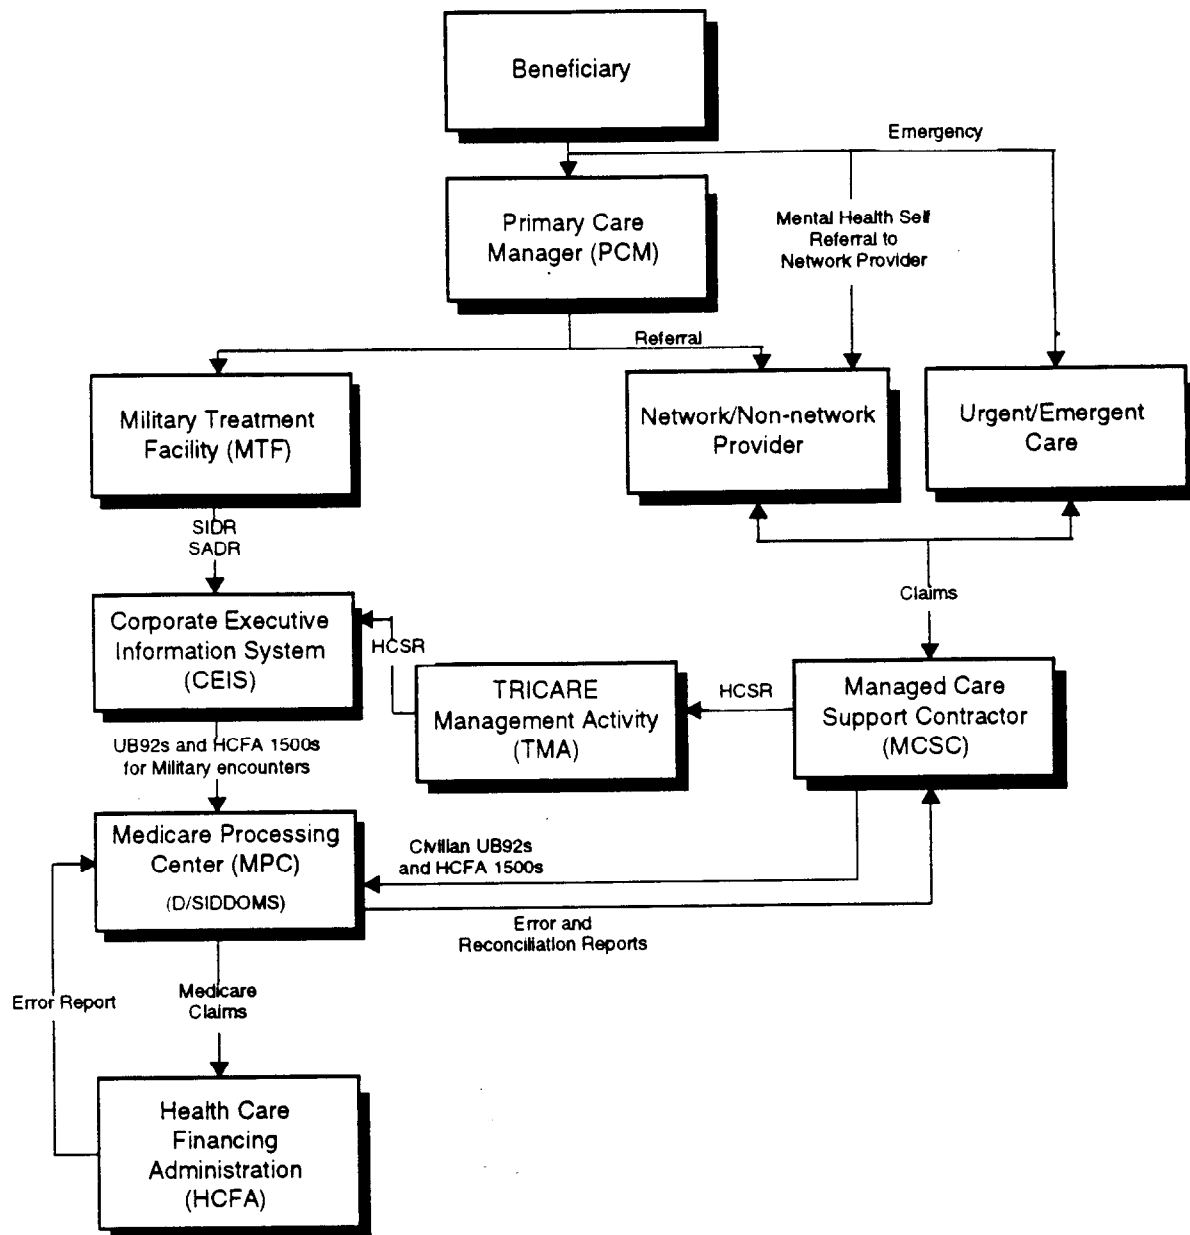 Beneficiary
Emergency
Primary Care
Manager (PCM)
Mental Health Self
Referral to
Network Provider
Referral
Military Treatment
Facility (MTF)
Network/Non-network
Provider
Urgent/Emergent
Care
SIDR
SADR
Claims
Corporate Executive
Information System
(CEIS)
HCSR
TRICARE
Management Activity
(TMA)
HCSR
Managed Care
Support Contractor
(MCSC)
UB92s and HCFA 1500s
for Military encounters
Medicare Processing
Center (MPC)
(D/SIDDOMS)
Civilian UB92s
and HCFA 1500s
Error and
Reconciliation Reports
Error Report
Medicare
Claims
Health Care
Financing
Administration
(HCFA)